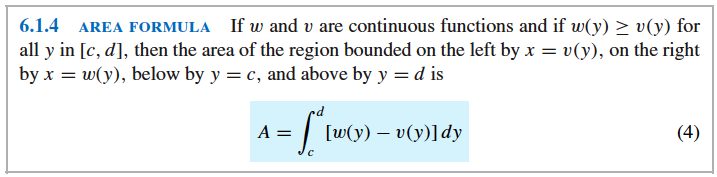 6.1.4 AREA FORMULA If w and v are continuous functions and if w(y) ≥ v(y) for
all y in [c, d], then the area of the region bounded on the left by x = v(y), on the right
by x = w(y), below by y = c, and above by y = d is
A = ∫_c^d [w(y) − v(y)] dy (4)